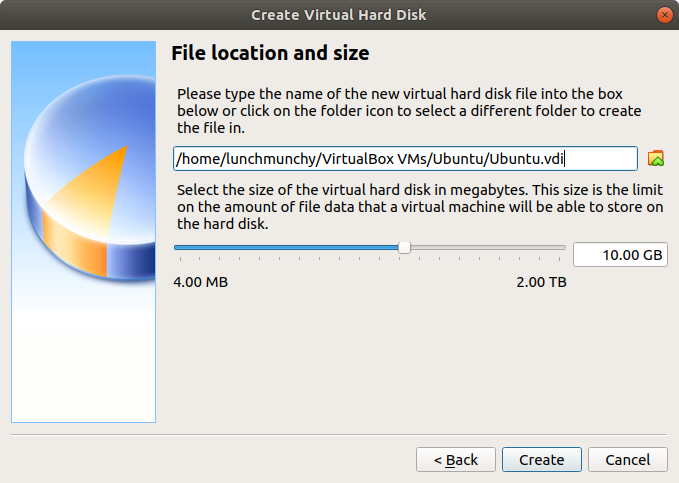 Create Virtual Hard Disk
File location and size
Please type the name of the new virtual hard disk file into the box
below or click on the folder icon to select a different folder to create
the file in.
/home/lunchmunchy/VirtualBox VMs/Ubuntu/Ubuntu.vdi
Select the size of the virtual hard disk in megabytes. This size is the limit
on the amount of file data that a virtual machine will be able to store on
the hard disk.
10.00 GB
4.00 MB
2.00 TB
< Back
Create
Cancel